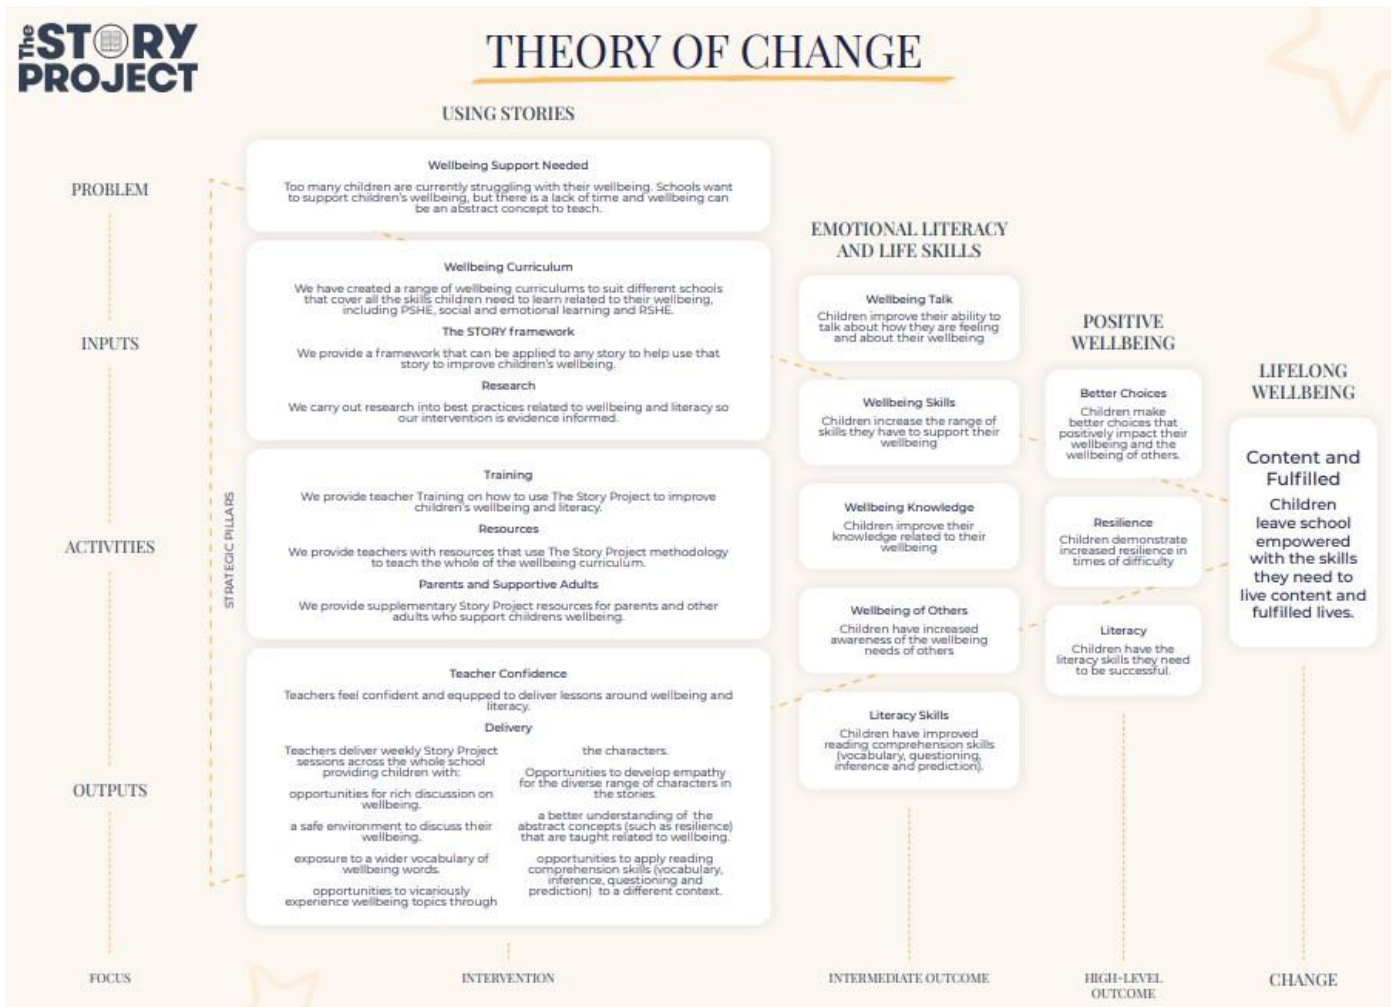 The
STORY
PROJECT
THEORY OF CHANGE
USING STORIES
PROBLEM
INPUTS
ACTIVITIES
OUTPUTS
FOCUS
STRATEGIC PILLARS
Wellbeing Support Needed
Too many children are currently struggling with their wellbeing. Schools want
to support children's wellbeing, but there is a lack of time and wellbeing can
be an abstract concept to teach.
Wellbeing Curriculum
We have created a range of wellbeing curriculums to suit different schools
that cover all the skills children need to learn related to their wellbeing,
including PSHE, social and emotional learning and RSHE.
The STORY framework
We provide a framework that can be applied to any story to help use that
story to improve children's wellbeing.
Research
We carry out research into best practices related to wellbeing and literacy so
our intervention is evidence informed.
Training
We provide teacher Training on how to use The Story Project to improve
children's wellbeing and literacy.
Resources
We provide teachers with resources that use The Story Project methodology
to teach the whole of the wellbeing curriculum.
Parents and Supportive Adults
We provide supplementary Story Project resources for parents and other
adults who support childrens wellbeing.
Teacher Confidence
Teachers feel confident and equpped to deliver lessons around wellbeing and
literacy.
Delivery
Teachers deliver weekly Story Project
sessions across the whole school
providing children with:
opportunities for rich discussion on
wellbeing.
a safe environment to discuss their
wellbeing.
exposure to a wider vocabulary of
wellbeing words.
opportunities to vicariously
experience wellbeing topics through
the characters.
Opportunities to develop empathy
for the diverse range of characters in
the stories.
a better understanding of the
abstract concepts (such as resilience)
that are taught related to wellbeing.
opportunities to apply reading
comprehension skills (vocabulary,
inference, questioning and
prediction) to a different context.
INTERVENTION
EMOTIONAL LITERACY
AND LIFE SKILLS
Wellbeing Talk
Children improve their ability to
talk about how they are feeling
and about their wellbeing
Wellbeing Skills
Children increase the range of
skills they have to support their
wellbeing
Wellbeing Knowledge
Children improve their
knowledge related to their
wellbeing
Wellbeing of Others
Children have increased
awareness of the wellbeing
needs of others
Literacy Skills
Children have improved
reading comprehension skills
(vocabulary, questioning,
inference and prediction).
INTERMEDIATE OUTCOME
POSITIVE
WELLBEING
Better Choices
Children make
better choices that
positively impact their
wellbeing and the
wellbeing of others.
Resilience
Children demonstrate
increased resilience in
times of difficulty
Literacy
Children have the
literacy skills they need
to be successful.
HIGH-LEVEL
OUTCOME
LIFELONG
WELLBEING
Content and
Fulfilled
Children
leave school
empowered
with the skills
they need to
live content and
fulfilled lives.
CHANGE